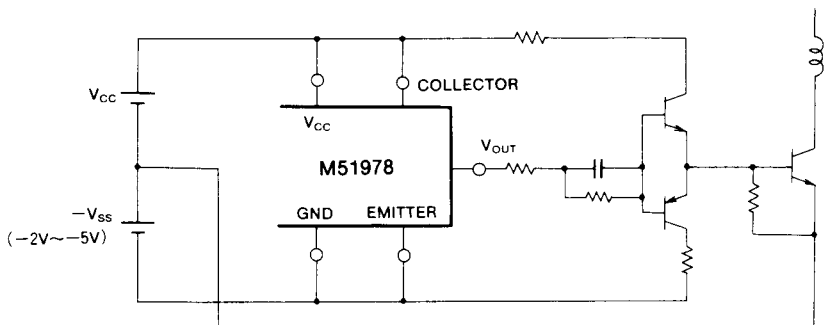 COLLECTOR
V_CC
V_CC
V_OUT
M51978
−V_SS
(−2V~−5V)
GND
EMITTER